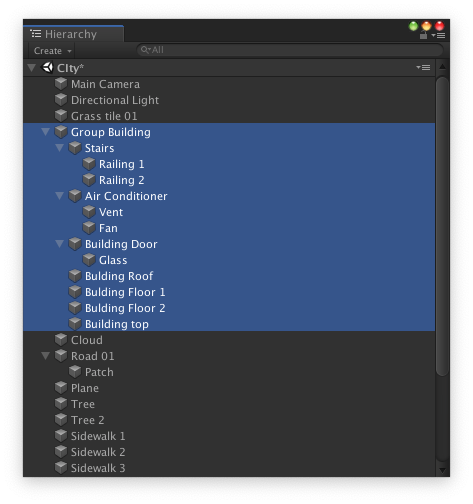 Hierarchy
Create
All
CIty*
Main Camera
Directional Light
Grass tile 01
Group Building
Stairs
Railing 1
Railing 2
Air Conditioner
Vent
Fan
Building Door
Glass
Bulding Roof
Bulding Floor 1
Bulding Floor 2
Building top
Cloud
Road 01
Patch
Plane
Tree
Tree 2
Sidewalk 1
Sidewalk 2
Sidewalk 3